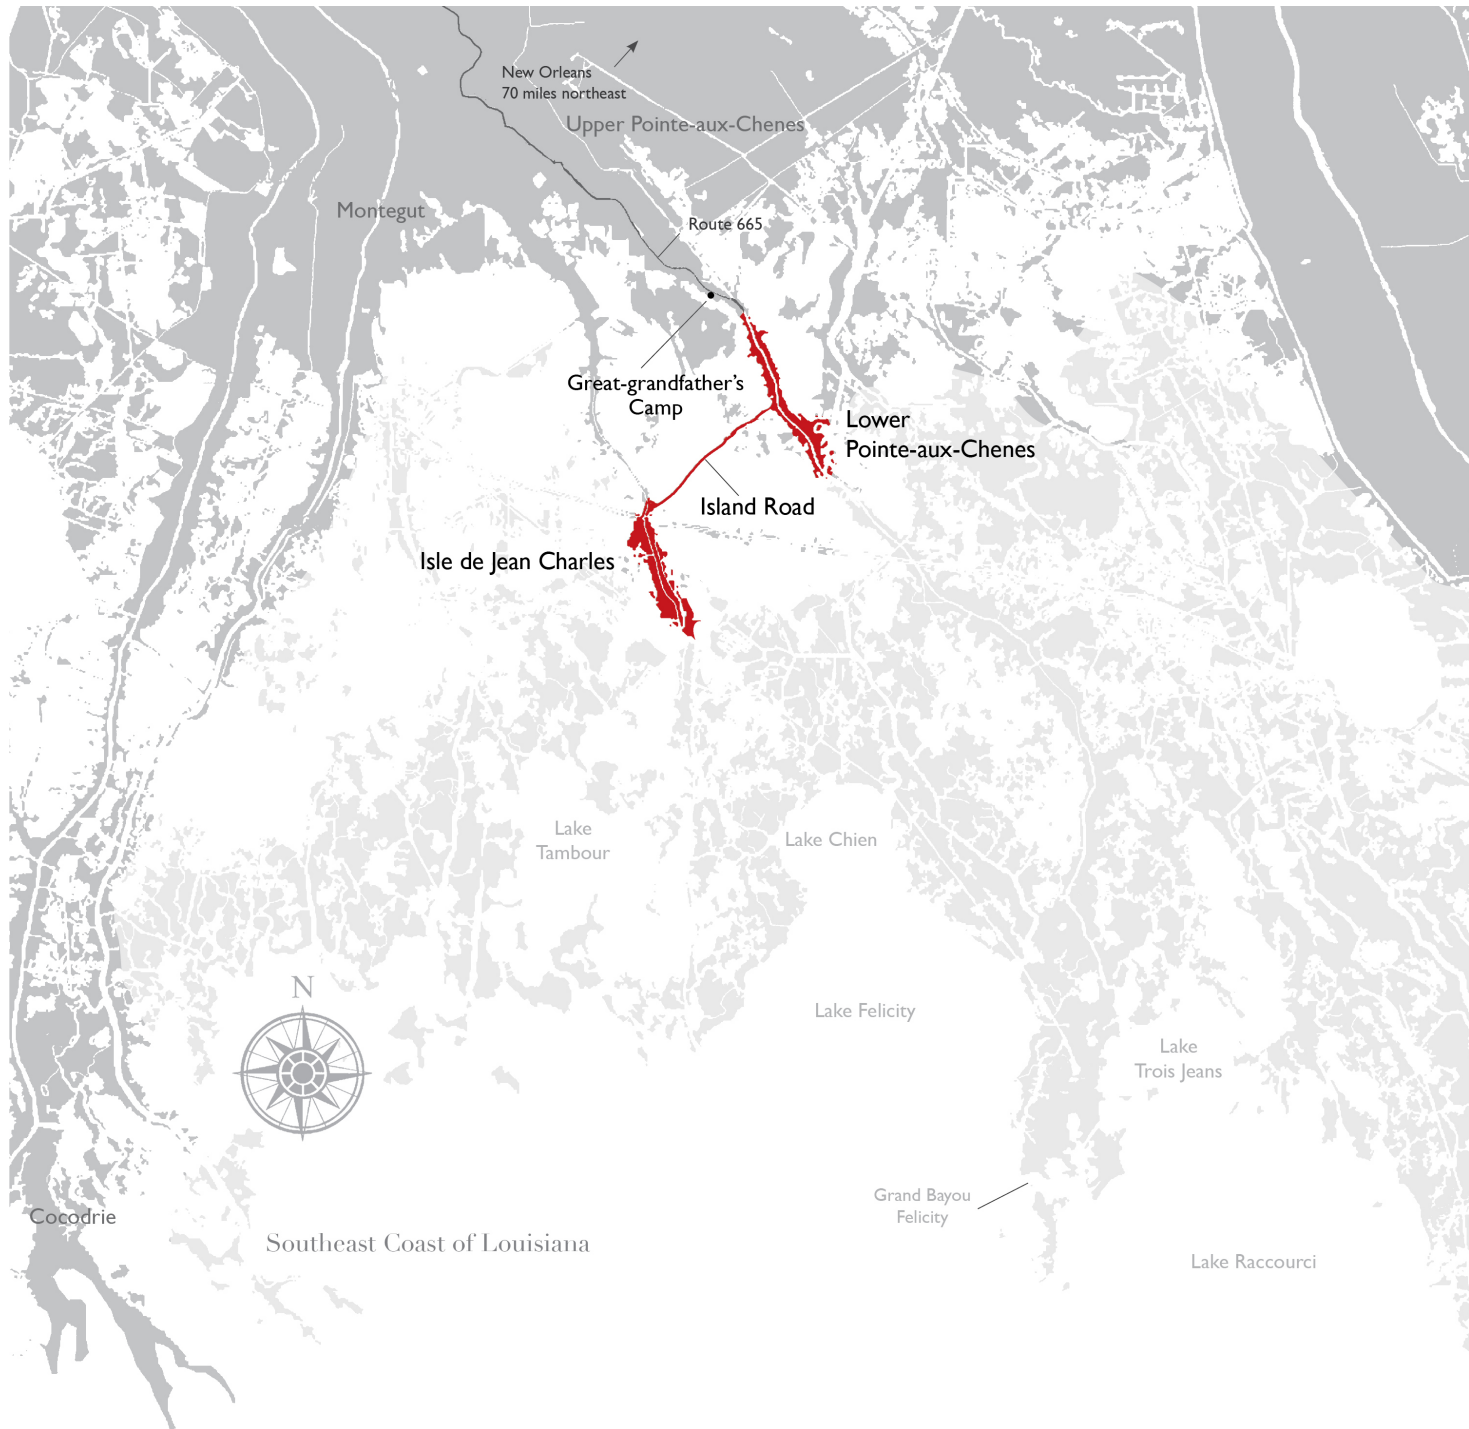 New Orleans
70 miles northeast
Upper Pointe-aux-Chenes
Montegut
Route 665
Great-grandfather's
Camp
Lower
Pointe-aux-Chenes
Island Road
Isle de Jean Charles
Lake
Tambour
Lake Chien
N
Lake Felicity
Lake
Trois Jeans
Grand Bayou
Felicity
Cocodrie
Southeast Coast of Louisiana
Lake Raccourci